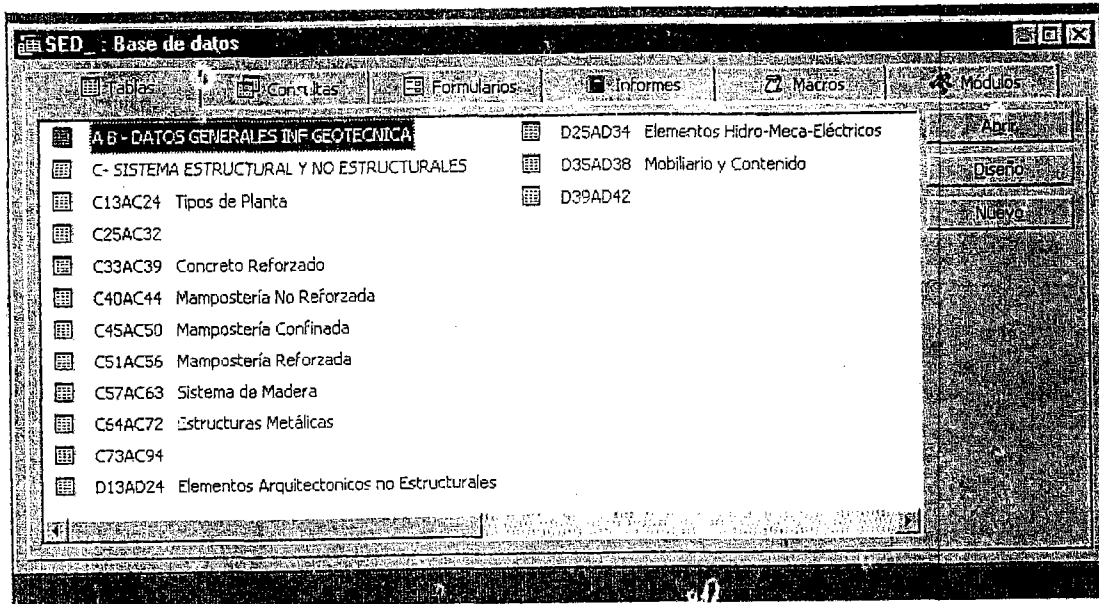 SED_ : Base de datos
Tablas Consultas Formularios Informes Macros Módulos
A B - DATOS GENERALES INF GEOTECNICA
C- SISTEMA ESTRUCTURAL Y NO ESTRUCTURALES
C13AC24 Tipos de Planta
C25AC32
C33AC39 Concreto Reforzado
C40AC44 Mampostería No Reforzada
C45AC50 Mampostería Confinada
C51AC56 Mampostería Reforzada
C57AC63 Sistema de Madera
C64AC72 Estructuras Metálicas
C73AC94
D13AD24 Elementos Arquitectonicos no Estructurales
D25AD34 Elementos Hidro-Meca-Eléctricos
D35AD38 Mobiliario y Contenido
D39AD42
Abrir
Diseño
Nuevo